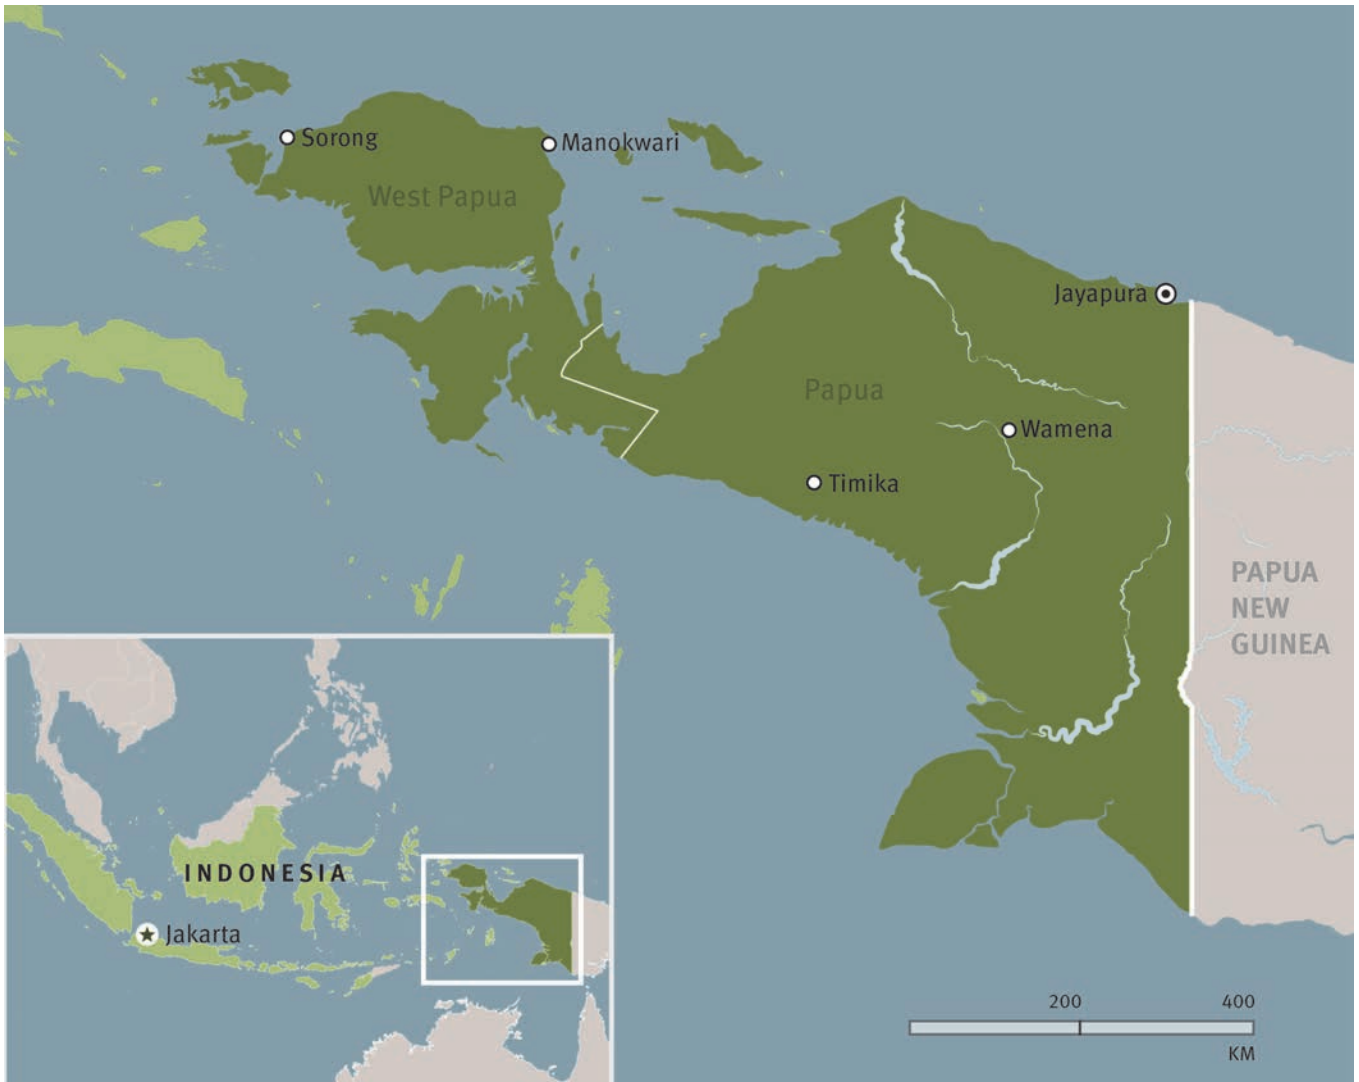 Sorong
Manokwari
West Papua
Jayapura
Papua
Wamena
Timika
PAPUA
NEW
GUINEA
INDONESIA
Jakarta
200 400
KM